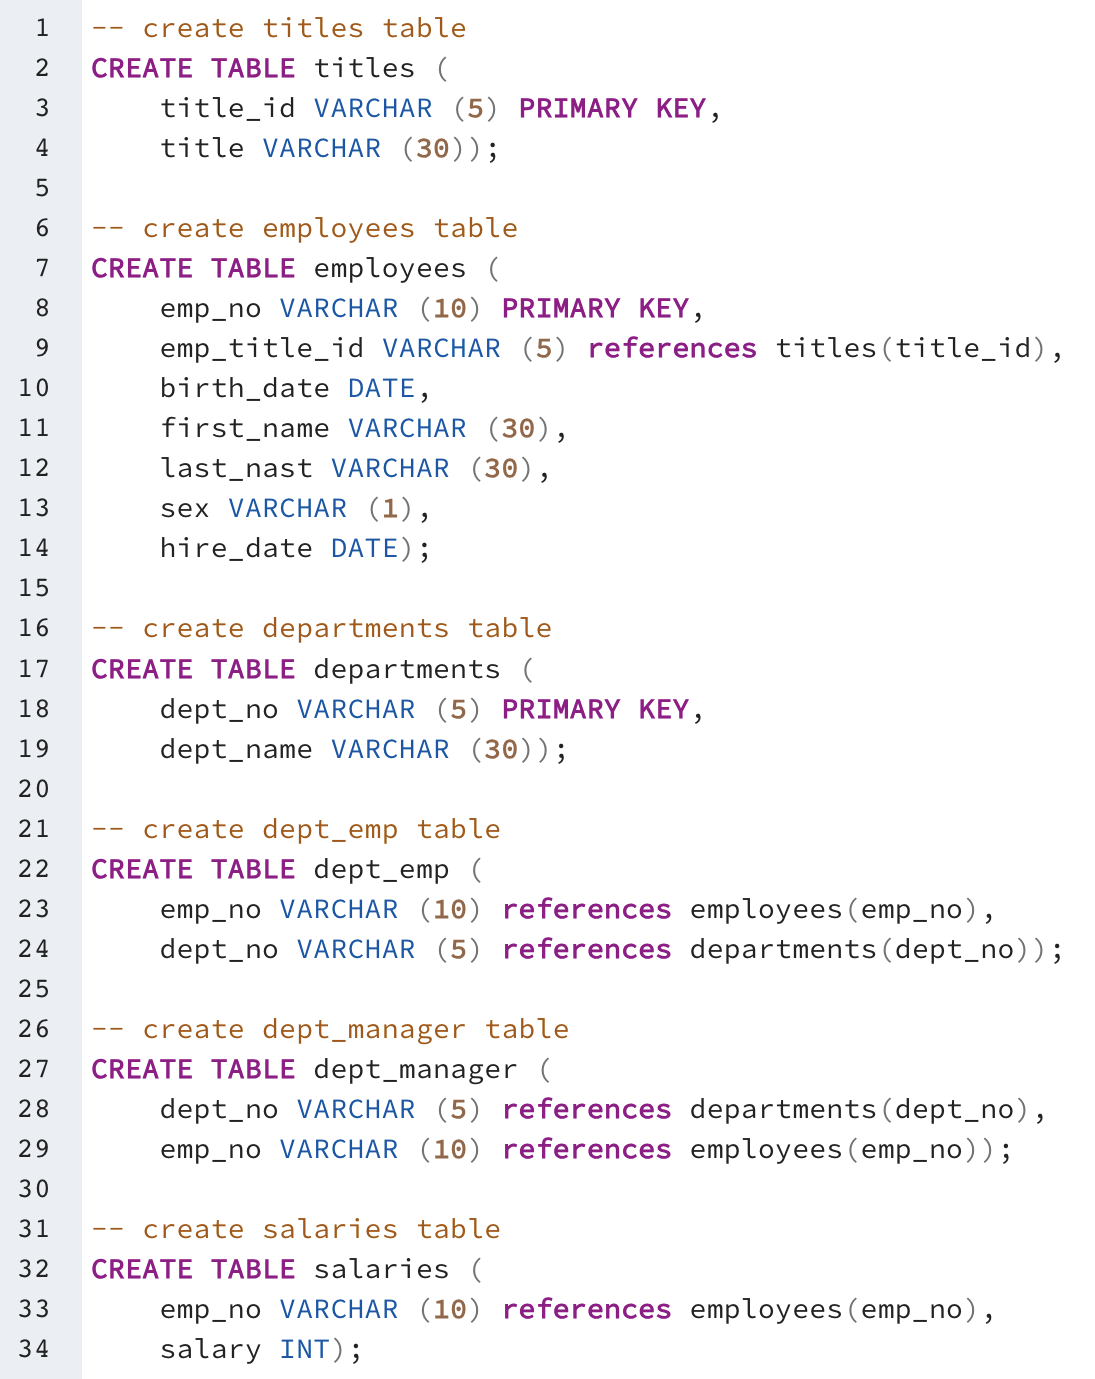 1 -- create titles table
2 CREATE TABLE titles (
3     title_id VARCHAR (5) PRIMARY KEY,
4     title VARCHAR (30));
5
6 -- create employees table
7 CREATE TABLE employees (
8     emp_no VARCHAR (10) PRIMARY KEY,
9     emp_title_id VARCHAR (5) references titles(title_id),
10     birth_date DATE,
11     first_name VARCHAR (30),
12     last_nast VARCHAR (30),
13     sex VARCHAR (1),
14     hire_date DATE);
15
16 -- create departments table
17 CREATE TABLE departments (
18     dept_no VARCHAR (5) PRIMARY KEY,
19     dept_name VARCHAR (30));
20
21 -- create dept_emp table
22 CREATE TABLE dept_emp (
23     emp_no VARCHAR (10) references employees(emp_no),
24     dept_no VARCHAR (5) references departments(dept_no));
25
26 -- create dept_manager table
27 CREATE TABLE dept_manager (
28     dept_no VARCHAR (5) references departments(dept_no),
29     emp_no VARCHAR (10) references employees(emp_no));
30
31 -- create salaries table
32 CREATE TABLE salaries (
33     emp_no VARCHAR (10) references employees(emp_no),
34     salary INT);